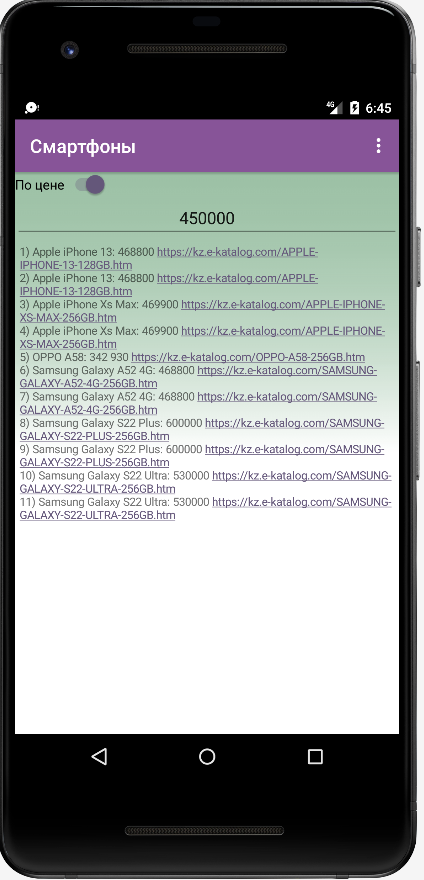 4G 6:45
Смартфоны
По цене
450000
1) Apple iPhone 13: 468800 https://kz.e-katalog.com/APPLE-
IPHONE-13-128GB.htm
2) Apple iPhone 13: 468800 https://kz.e-katalog.com/APPLE-
IPHONE-13-128GB.htm
3) Apple iPhone Xs Max: 469900 https://kz.e-katalog.com/APPLE-IPHONE-
XS-MAX-256GB.htm
4) Apple iPhone Xs Max: 469900 https://kz.e-katalog.com/APPLE-IPHONE-
XS-MAX-256GB.htm
5) OPPO A58: 342 930 https://kz.e-katalog.com/OPPO-A58-256GB.htm
6) Samsung Galaxy A52 4G: 468800 https://kz.e-katalog.com/SAMSUNG-
GALAXY-A52-4G-256GB.htm
7) Samsung Galaxy A52 4G: 468800 https://kz.e-katalog.com/SAMSUNG-
GALAXY-A52-4G-256GB.htm
8) Samsung Galaxy S22 Plus: 600000 https://kz.e-katalog.com/SAMSUNG-
GALAXY-S22-PLUS-256GB.htm
9) Samsung Galaxy S22 Plus: 600000 https://kz.e-katalog.com/SAMSUNG-
GALAXY-S22-PLUS-256GB.htm
10) Samsung Galaxy S22 Ultra: 530000 https://kz.e-katalog.com/SAMSUNG-
GALAXY-S22-ULTRA-256GB.htm
11) Samsung Galaxy S22 Ultra: 530000 https://kz.e-katalog.com/SAMSUNG-
GALAXY-S22-ULTRA-256GB.htm